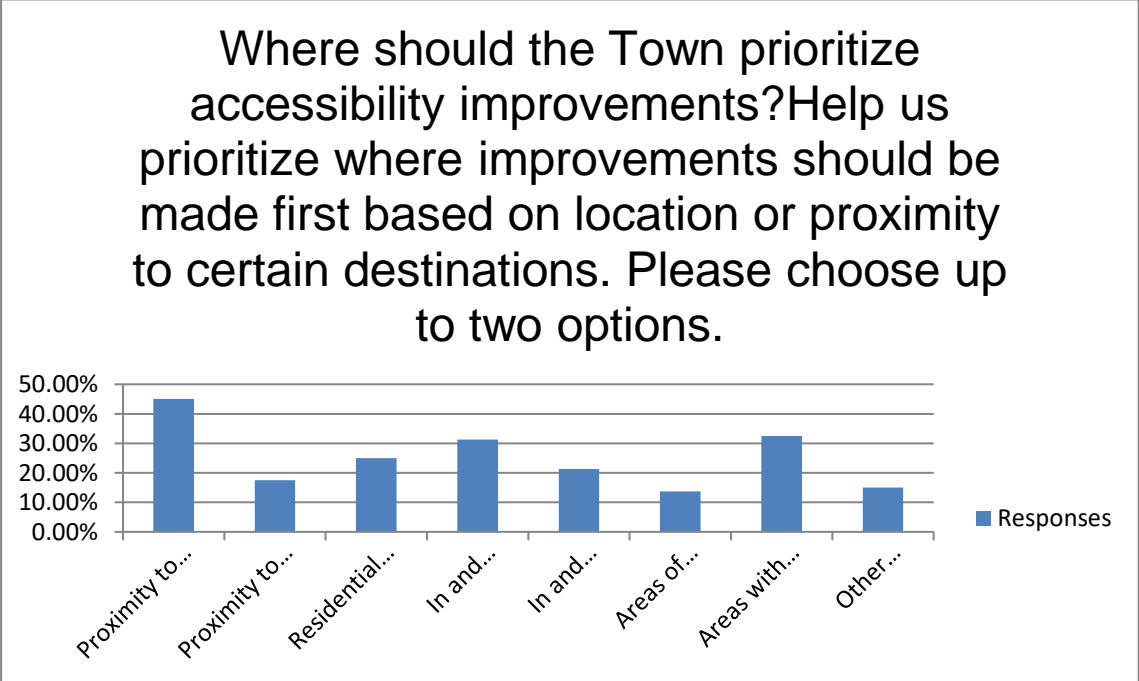 Where should the Town prioritize
accessibility improvements?Help us
prioritize where improvements should be
made first based on location or proximity
to certain destinations. Please choose up
to two options.
50.00%
40.00%
30.00%
20.00%
10.00%
0.00%
Responses
Proximity to...
Proximity to...
Residential...
In and...
In and...
Areas of...
Areas with...
Other...